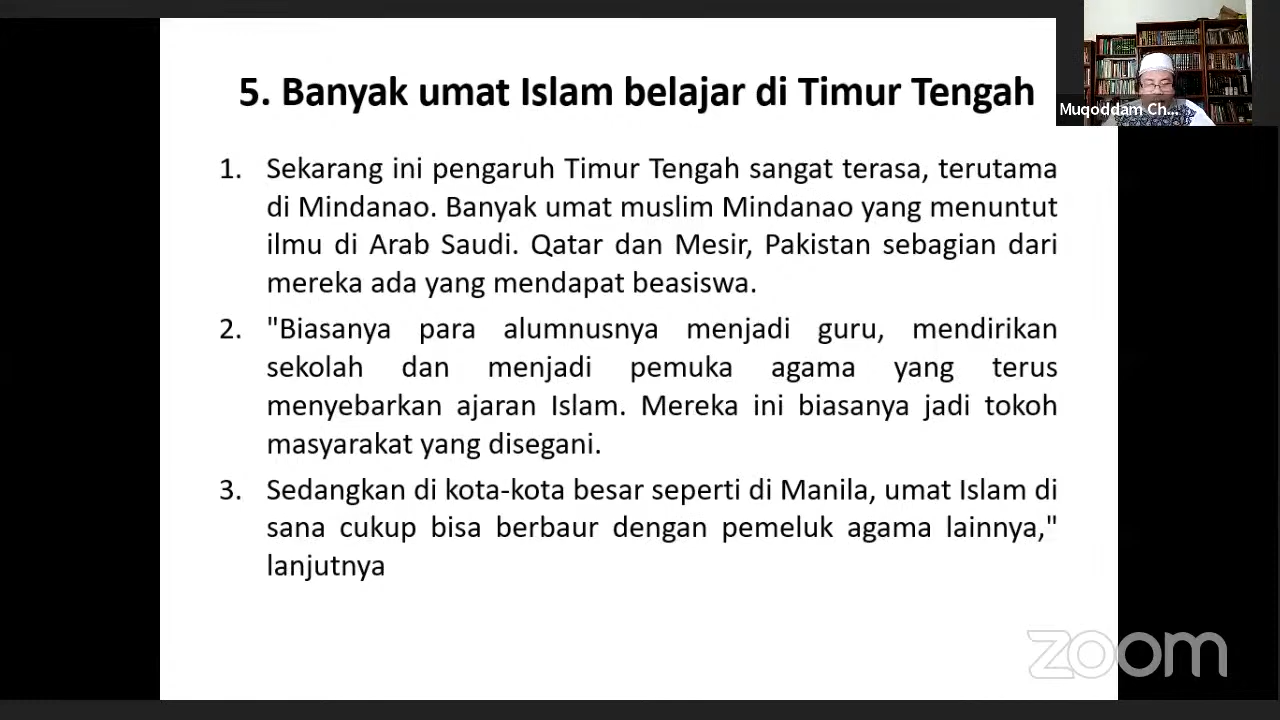 5. Banyak umat Islam belajar di Timur Tengah
Muqoddam Ch...
1. Sekarang ini pengaruh Timur Tengah sangat terasa, terutama
di Mindanao. Banyak umat muslim Mindanao yang menuntut
ilmu di Arab Saudi. Qatar dan Mesir, Pakistan sebagian dari
mereka ada yang mendapat beasiswa.
2. "Biasanya para alumnusnya menjadi guru, mendirikan
sekolah dan menjadi pemuka agama yang terus
menyebarkan ajaran Islam. Mereka ini biasanya jadi tokoh
masyarakat yang disegani.
3. Sedangkan di kota-kota besar seperti di Manila, umat Islam di
sana cukup bisa berbaur dengan pemeluk agama lainnya,"
lanjutnya
zoom